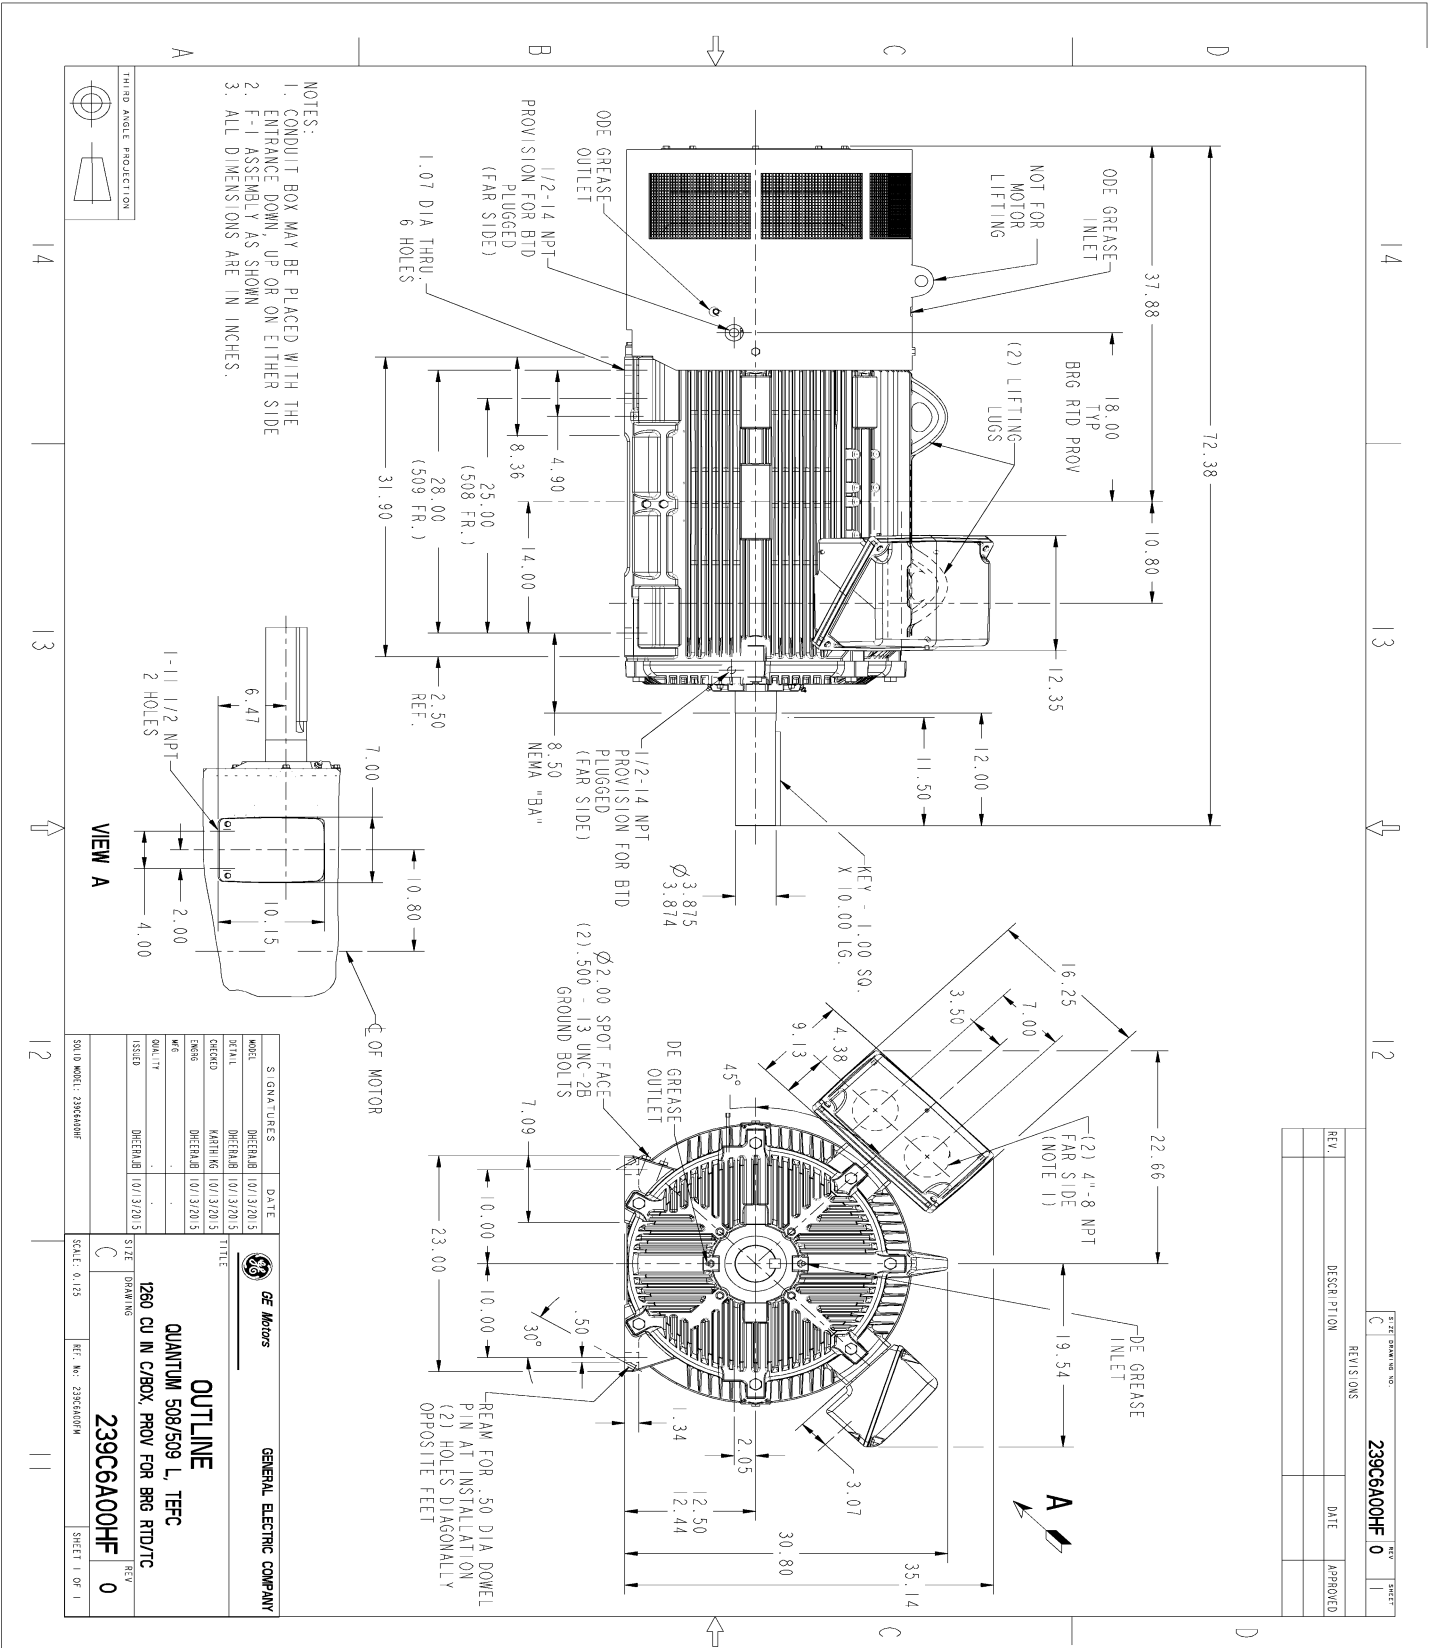 SIZE
C
DRAWING NO.
239C6A00HF
REV
0
SHEET
1
REVISIONS
REV.
DESCRIPTION
DATE
APPROVED
14
13
12
11
D
C
B
A
72.38
37.88
10.80
ODE GREASE
INLET
NOT FOR
MOTOR
LIFTING
18.00
TYP
BRG RTD PROV
(2) LIFTING
LUGS
12.35
12.00
11.50
ODE GREASE
OUTLET
1/2-14 NPT
PROVISION FOR BTD
PLUGGED
(FAR SIDE)
1.07 DIA THRU.
6 HOLES
4.90
8.36
14.00
25.00
(508 FR.)
28.00
(509 FR.)
31.90
2.50
REF.
8.50
NEMA "BA"
1/2-14 NPT
PROVISION FOR BTD
PLUGGED
(FAR SIDE)
KEY - 1.00 SQ.
X 10.00 LG.
Ø 3.875
3.874
16.25
7.00
3.50
4.38
9.13
22.66
19.54
(2) 4"-8 NPT
FAR SIDE
(NOTE 1)
45°
DE GREASE
INLET
DE GREASE
OUTLET
Ø2.00 SPOT FACE
(2).500 - 13 UNC-2B
GROUND BOLTS
A
3.07
35.14
30.80
12.50
12.44
2.05
1.34
7.09
10.00
10.00
23.00
.50
30°
REAM FOR .50 DIA DOWEL
PIN AT INSTALLATION
(2) HOLES DIAGONALLY
OPPOSITE FEET
NOTES:
1. CONDUIT BOX MAY BE PLACED WITH THE
ENTRANCE DOWN, UP OR ON EITHER SIDE
2. F-1 ASSEMBLY AS SHOWN
3. ALL DIMENSIONS ARE IN INCHES.
THIRD ANGLE PROJECTION
7.00
10.80
℄ OF MOTOR
6.47
10.15
1-11 1/2 NPT
2 HOLES
2.00
4.00
VIEW A
SIGNATURES
DATE
MODEL DHEERAJB 10/13/2015
DETAIL DHEERAJB 10/13/2015
CHECKED KARTHIKG 10/13/2015
ENGRG DHEERAJB 10/13/2015
MFG . .
QUALITY . .
ISSUED DHEERAJB 10/13/2015
SOLID MODEL: 239C6A00HF
GE Motors
GENERAL ELECTRIC COMPANY
TITLE
OUTLINE
QUANTUM 508/509 L, TEFC
1260 CU IN C/BOX, PROV FOR BRG RTD/TC
SIZE
C
DRAWING
239C6A00HF
REV
0
SCALE: 0.125
REF. No: 239C6A00FM
SHEET 1 OF 1
14
13
12
11
D
C
B
A